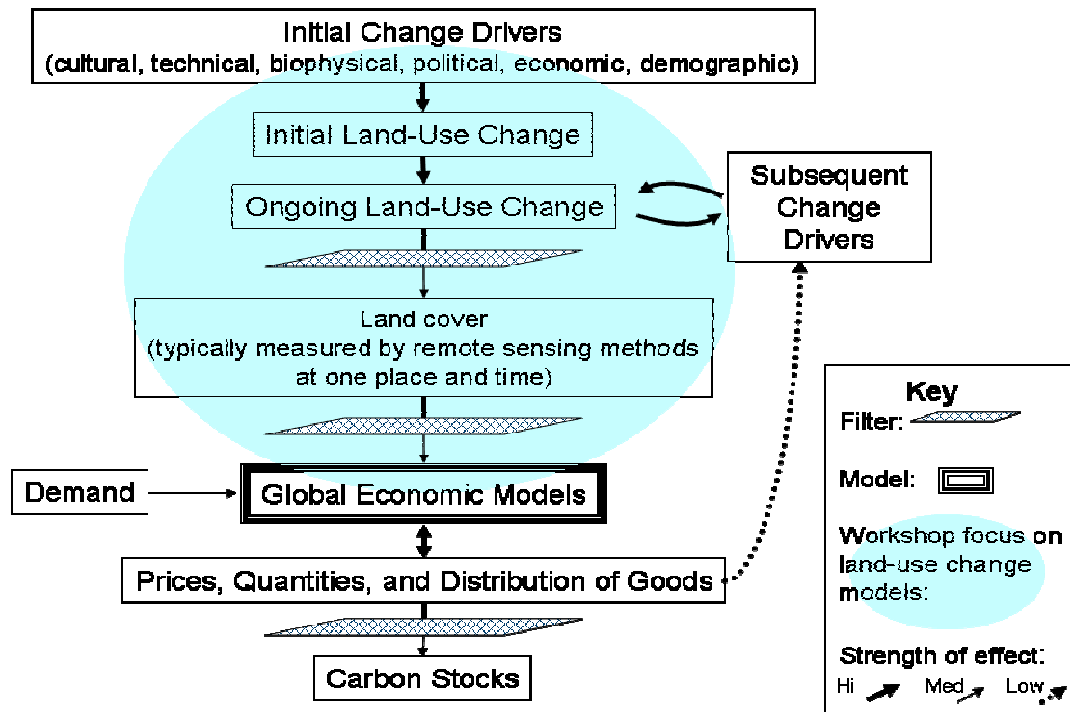 Initial Change Drivers
(cultural, technical, biophysical, political, economic, demographic)
Initial Land-Use Change
Ongoing Land-Use Change
Subsequent
Change
Drivers
Land cover
(typically measured by remote sensing methods
at one place and time)
Demand
Global Economic Models
Prices, Quantities, and Distribution of Goods
Carbon Stocks
Key
Filter:
Model:
Workshop focus on
land-use change
models:
Strength of effect:
Hi Med Low